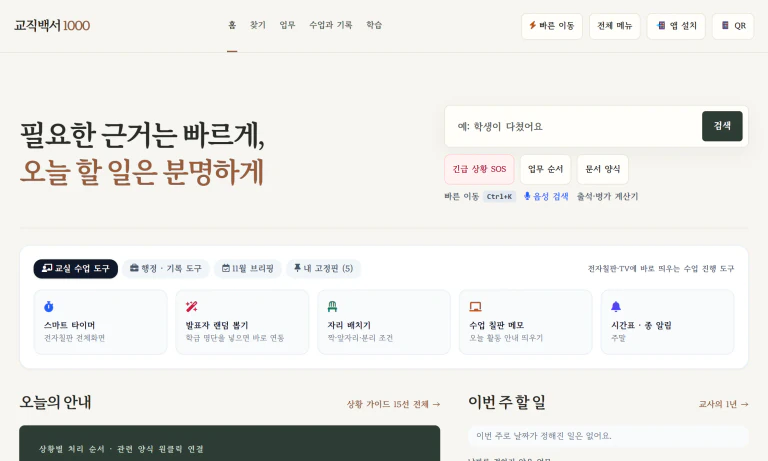 교직백서 1000
홈 찾기 업무 수업과 기록 학습
바른 이동 전체 메뉴 앱 설치 QR
필요한 근거는 빠르게,
오늘 할 일은 분명하게
예: 학생이 다쳤어요
검색
긴급 상황 SOS 업무 순서 문서 양식
바른 이동 Ctrl+K 음성 검색 출석·병가 계산기
교실 수업 도구 행정 · 기록 도구 11월 브리핑 내 고정핀 (5)
전자칠판·TV에 바로 띄우는 수업 진행 도구
스마트 타이머
전자칠판 전체화면
발표자 랜덤 뽑기
학급 명단을 넣으면 바로 연동
자리 배치기
짝·앞자리·분리 조건
수업 칠판 메모
오늘 활동 안내 띄우기
시간표 · 종 알림
주말
오늘의 안내
상황 가이드 15선 전체 →
상황별 처리 순서 · 관련 양식 원클릭 연결
이번 주 할 일
교사의 1년 →
이번 주로 날짜가 정해진 일은 없어요.